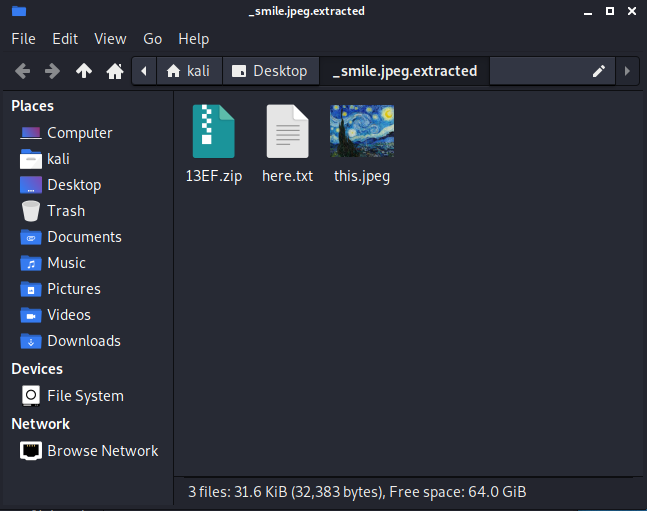 _smile.jpeg.extracted
File Edit View Go Help
kali Desktop _smile.jpeg.extracted
Places
Computer
kali
Desktop
Trash
Documents
Music
Pictures
Videos
Downloads
Devices
File System
Network
Browse Network
13EF.zip here.txt this.jpeg
3 files: 31.6 KiB (32,383 bytes), Free space: 64.0 GiB